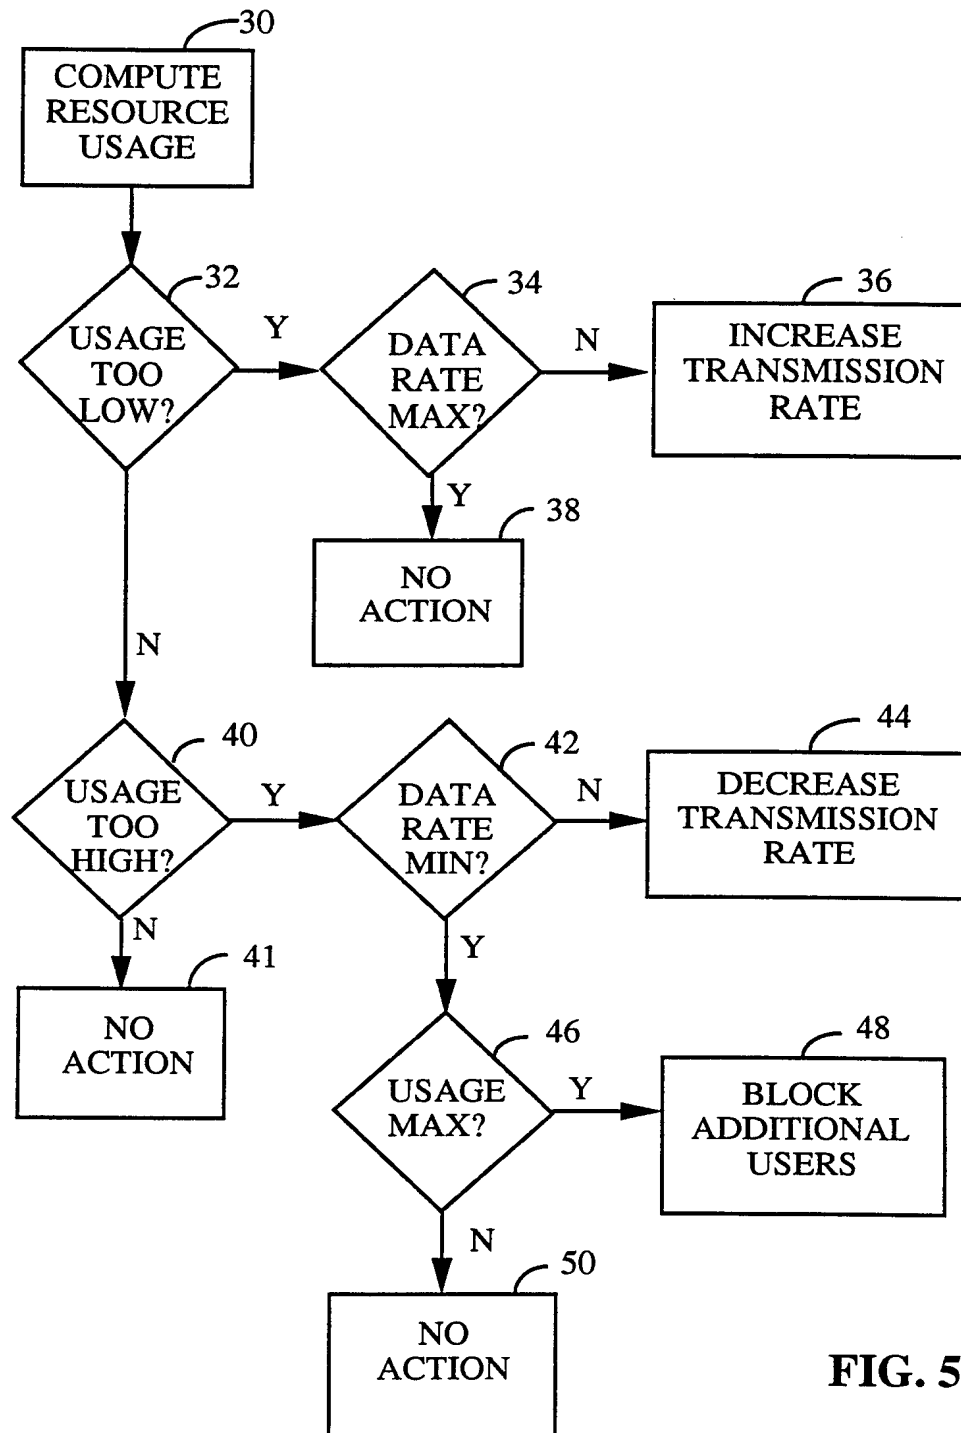 30
COMPUTE
RESOURCE
USAGE
32
USAGE
TOO
LOW?
Y
34
DATA
RATE
MAX?
N
36
INCREASE
TRANSMISSION
RATE
Y
38
NO
ACTION
N
40
USAGE
TOO
HIGH?
Y
42
DATA
RATE
MIN?
N
44
DECREASE
TRANSMISSION
RATE
N
41
NO
ACTION
Y
46
USAGE
MAX?
Y
48
BLOCK
ADDITIONAL
USERS
N
50
NO
ACTION
FIG. 5